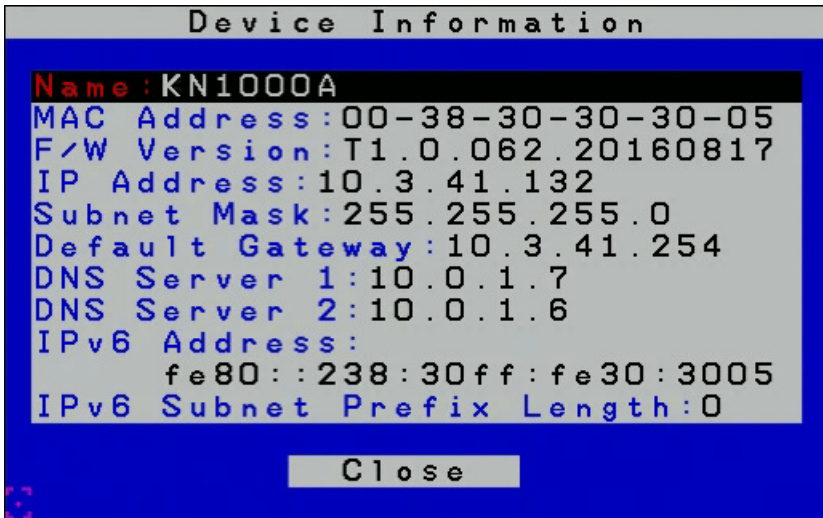 Device Information
Name:KN1000A
MAC Address:00-38-30-30-30-05
F/W Version:T1.0.062.20160817
IP Address:10.3.41.132
Subnet Mask:255.255.255.0
Default Gateway:10.3.41.254
DNS Server 1:10.0.1.7
DNS Server 2:10.0.1.6
IPv6 Address:
fe80::238:30ff:fe30:3005
IPv6 Subnet Prefix Length:0
Close